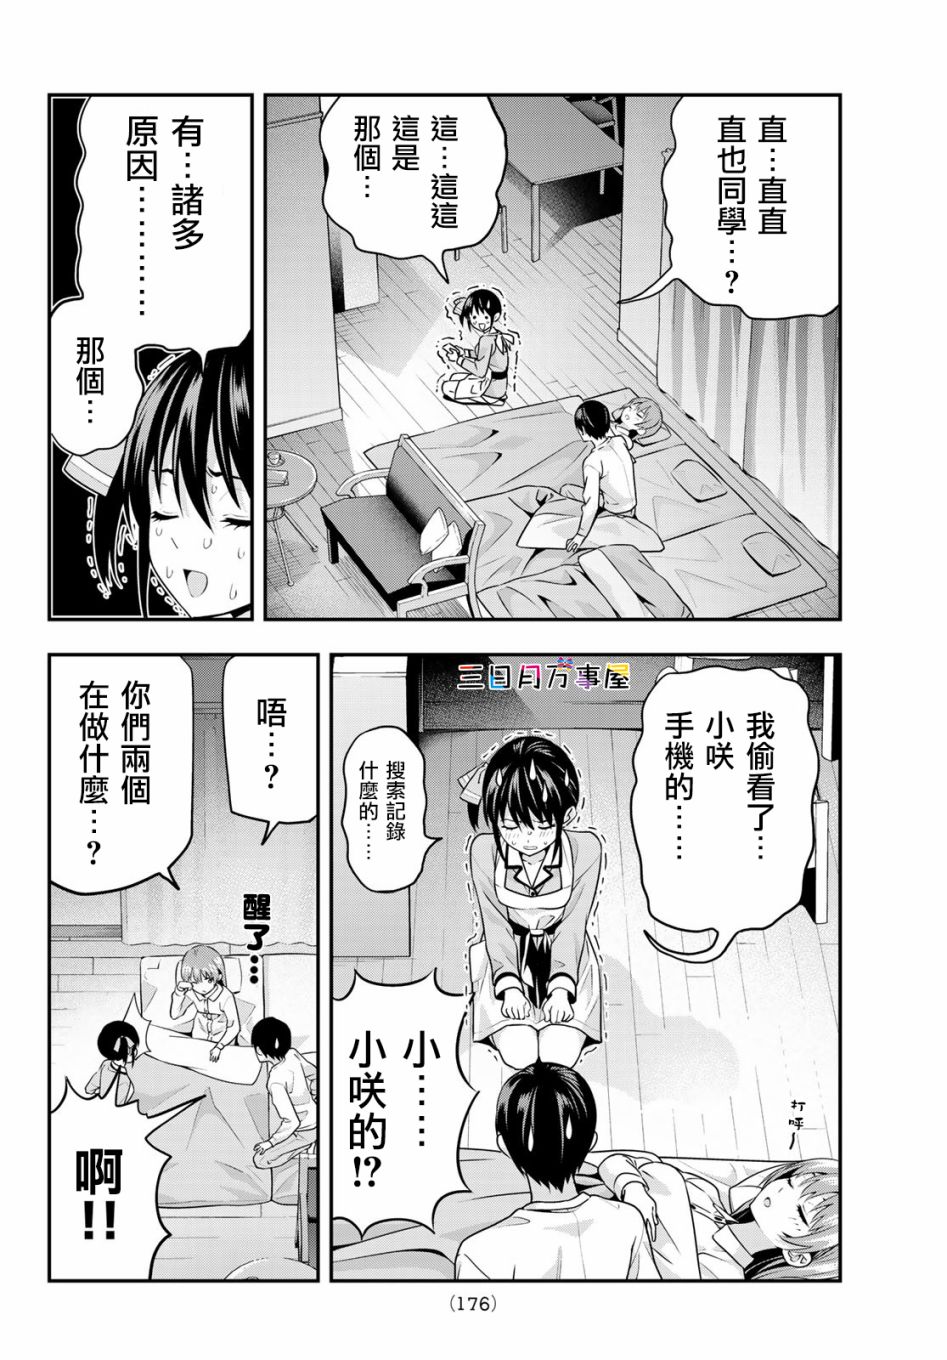 直…直直
直也同學…?
這…這這
這是
那個…
有…諸多
原因…………
那個…
三日月万事屋
我偷看了…
小咲
手機的……
搜索記錄
什麼的……
打呼～
小……
小咲的!?
唔…?
你們兩個
在做什麼…?
醒了…
啊!!
(176)